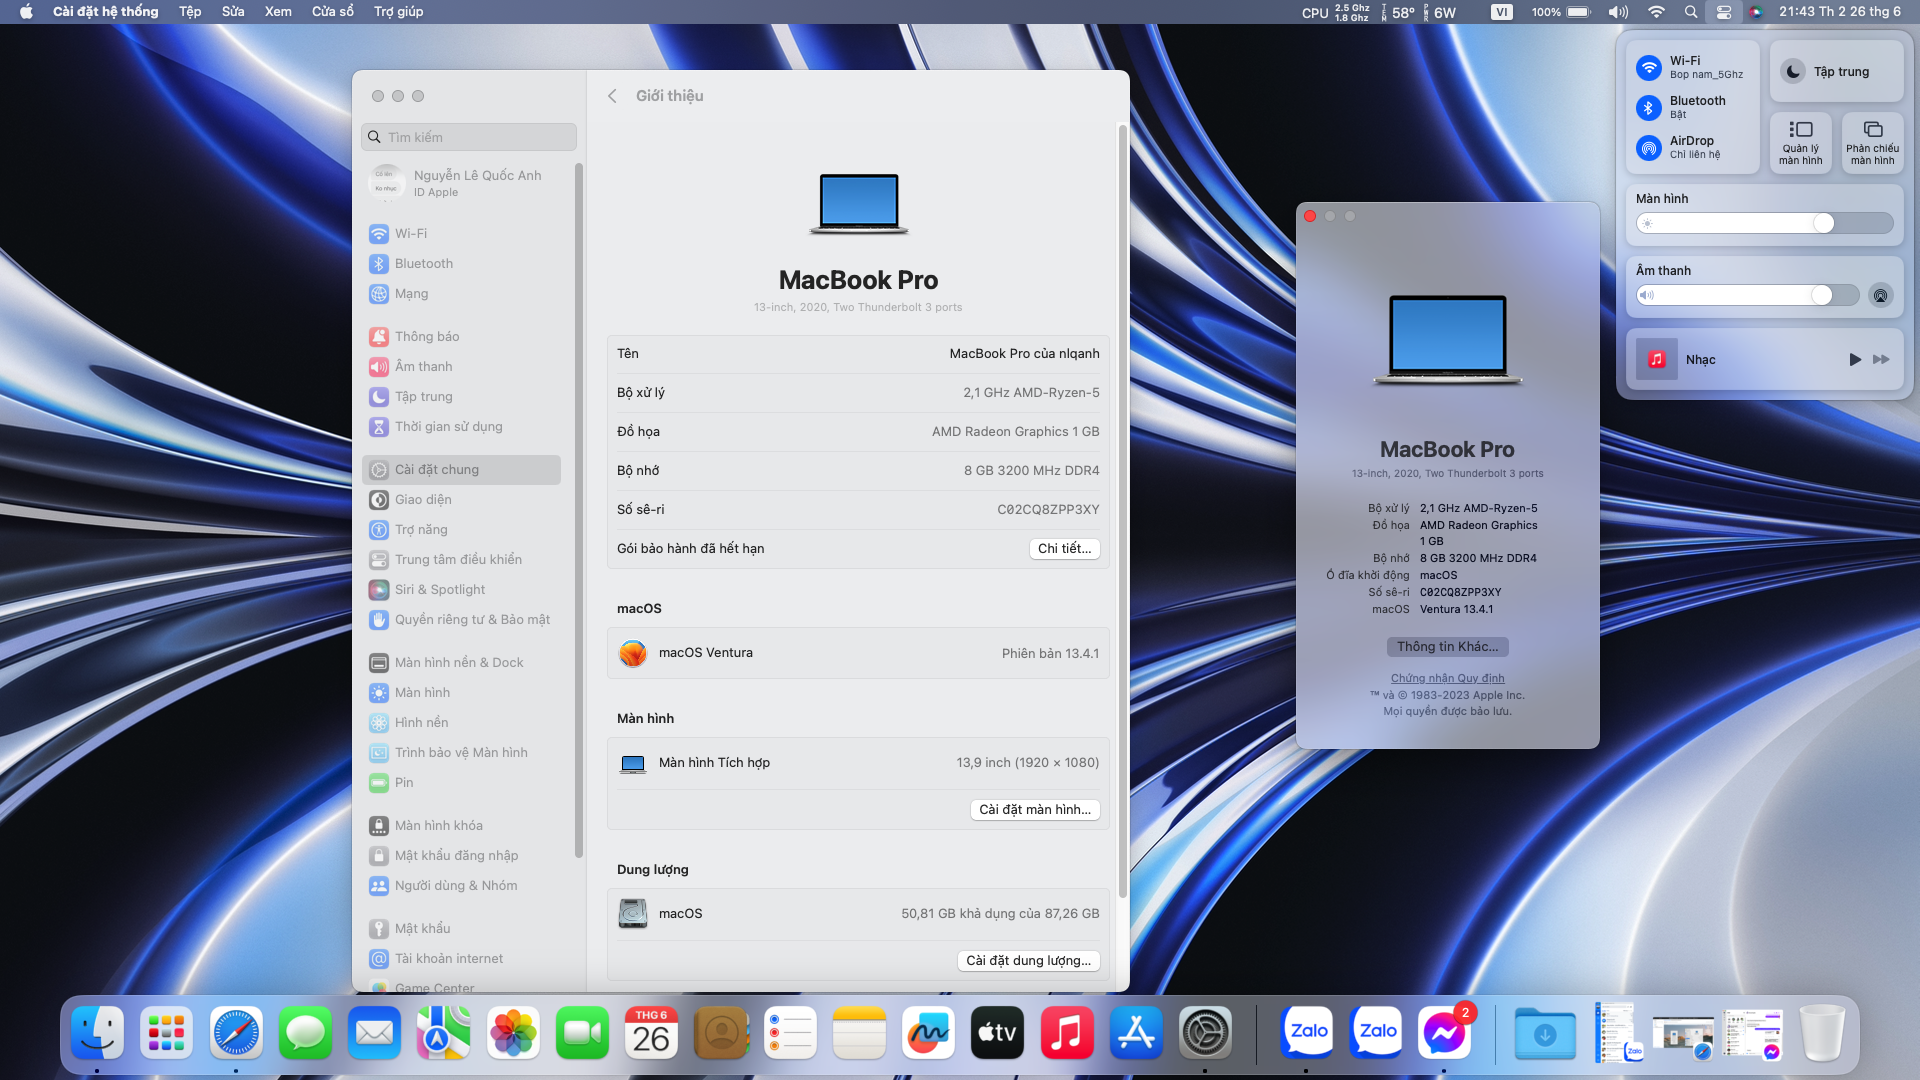 Cài đặt hệ thống Tệp Sửa Xem Cửa sổ Trợ giúp
CPU 2.5 Ghz 1.8 Ghz TEM 58° PWR 6W VI 100% 21:43 Th 2 26 thg 6
Giới thiệu
Tìm kiếm
Nguyễn Lê Quốc Anh
ID Apple
Wi-Fi
Bluetooth
Mạng
Thông báo
Âm thanh
Tập trung
Thời gian sử dụng
Cài đặt chung
Giao diện
Trợ năng
Trung tâm điều khiển
Siri & Spotlight
Quyền riêng tư & Bảo mật
Màn hình nền & Dock
Màn hình
Hình nền
Trình bảo vệ Màn hình
Pin
Màn hình khóa
Mật khẩu đăng nhập
Người dùng & Nhóm
Mật khẩu
Tài khoản internet
Game Center
MacBook Pro
13-inch, 2020, Two Thunderbolt 3 ports
Tên MacBook Pro của nlqanh
Bộ xử lý 2,1 GHz AMD-Ryzen-5
Đồ họa AMD Radeon Graphics 1 GB
Bộ nhớ 8 GB 3200 MHz DDR4
Số sê-ri C02CQ8ZPP3XY
Gói bảo hành đã hết hạn Chi tiết...
macOS
macOS Ventura Phiên bản 13.4.1
Màn hình
Màn hình Tích hợp 13,9 inch (1920 × 1080)
Cài đặt màn hình...
Dung lượng
macOS 50,81 GB khả dụng của 87,26 GB
Cài đặt dung lượng...
MacBook Pro
13-inch, 2020, Two Thunderbolt 3 ports
Bộ xử lý 2,1 GHz AMD-Ryzen-5
Đồ họa AMD Radeon Graphics
1 GB
Bộ nhớ 8 GB 3200 MHz DDR4
Ổ đĩa khởi động macOS
Số sê-ri C02CQ8ZPP3XY
macOS Ventura 13.4.1
Thông tin Khác...
Chứng nhận Quy định
™ và © 1983-2023 Apple Inc.
Mọi quyền được bảo lưu.
Wi-Fi
Bop nam_5Ghz
Bluetooth
Bật
AirDrop
Chỉ liên hệ
Tập trung
Quản lý
màn hình
Phản chiếu
màn hình
Màn hình
Âm thanh
Nhạc
THG 6
26
tv
Zalo
Zalo
2
Zalo